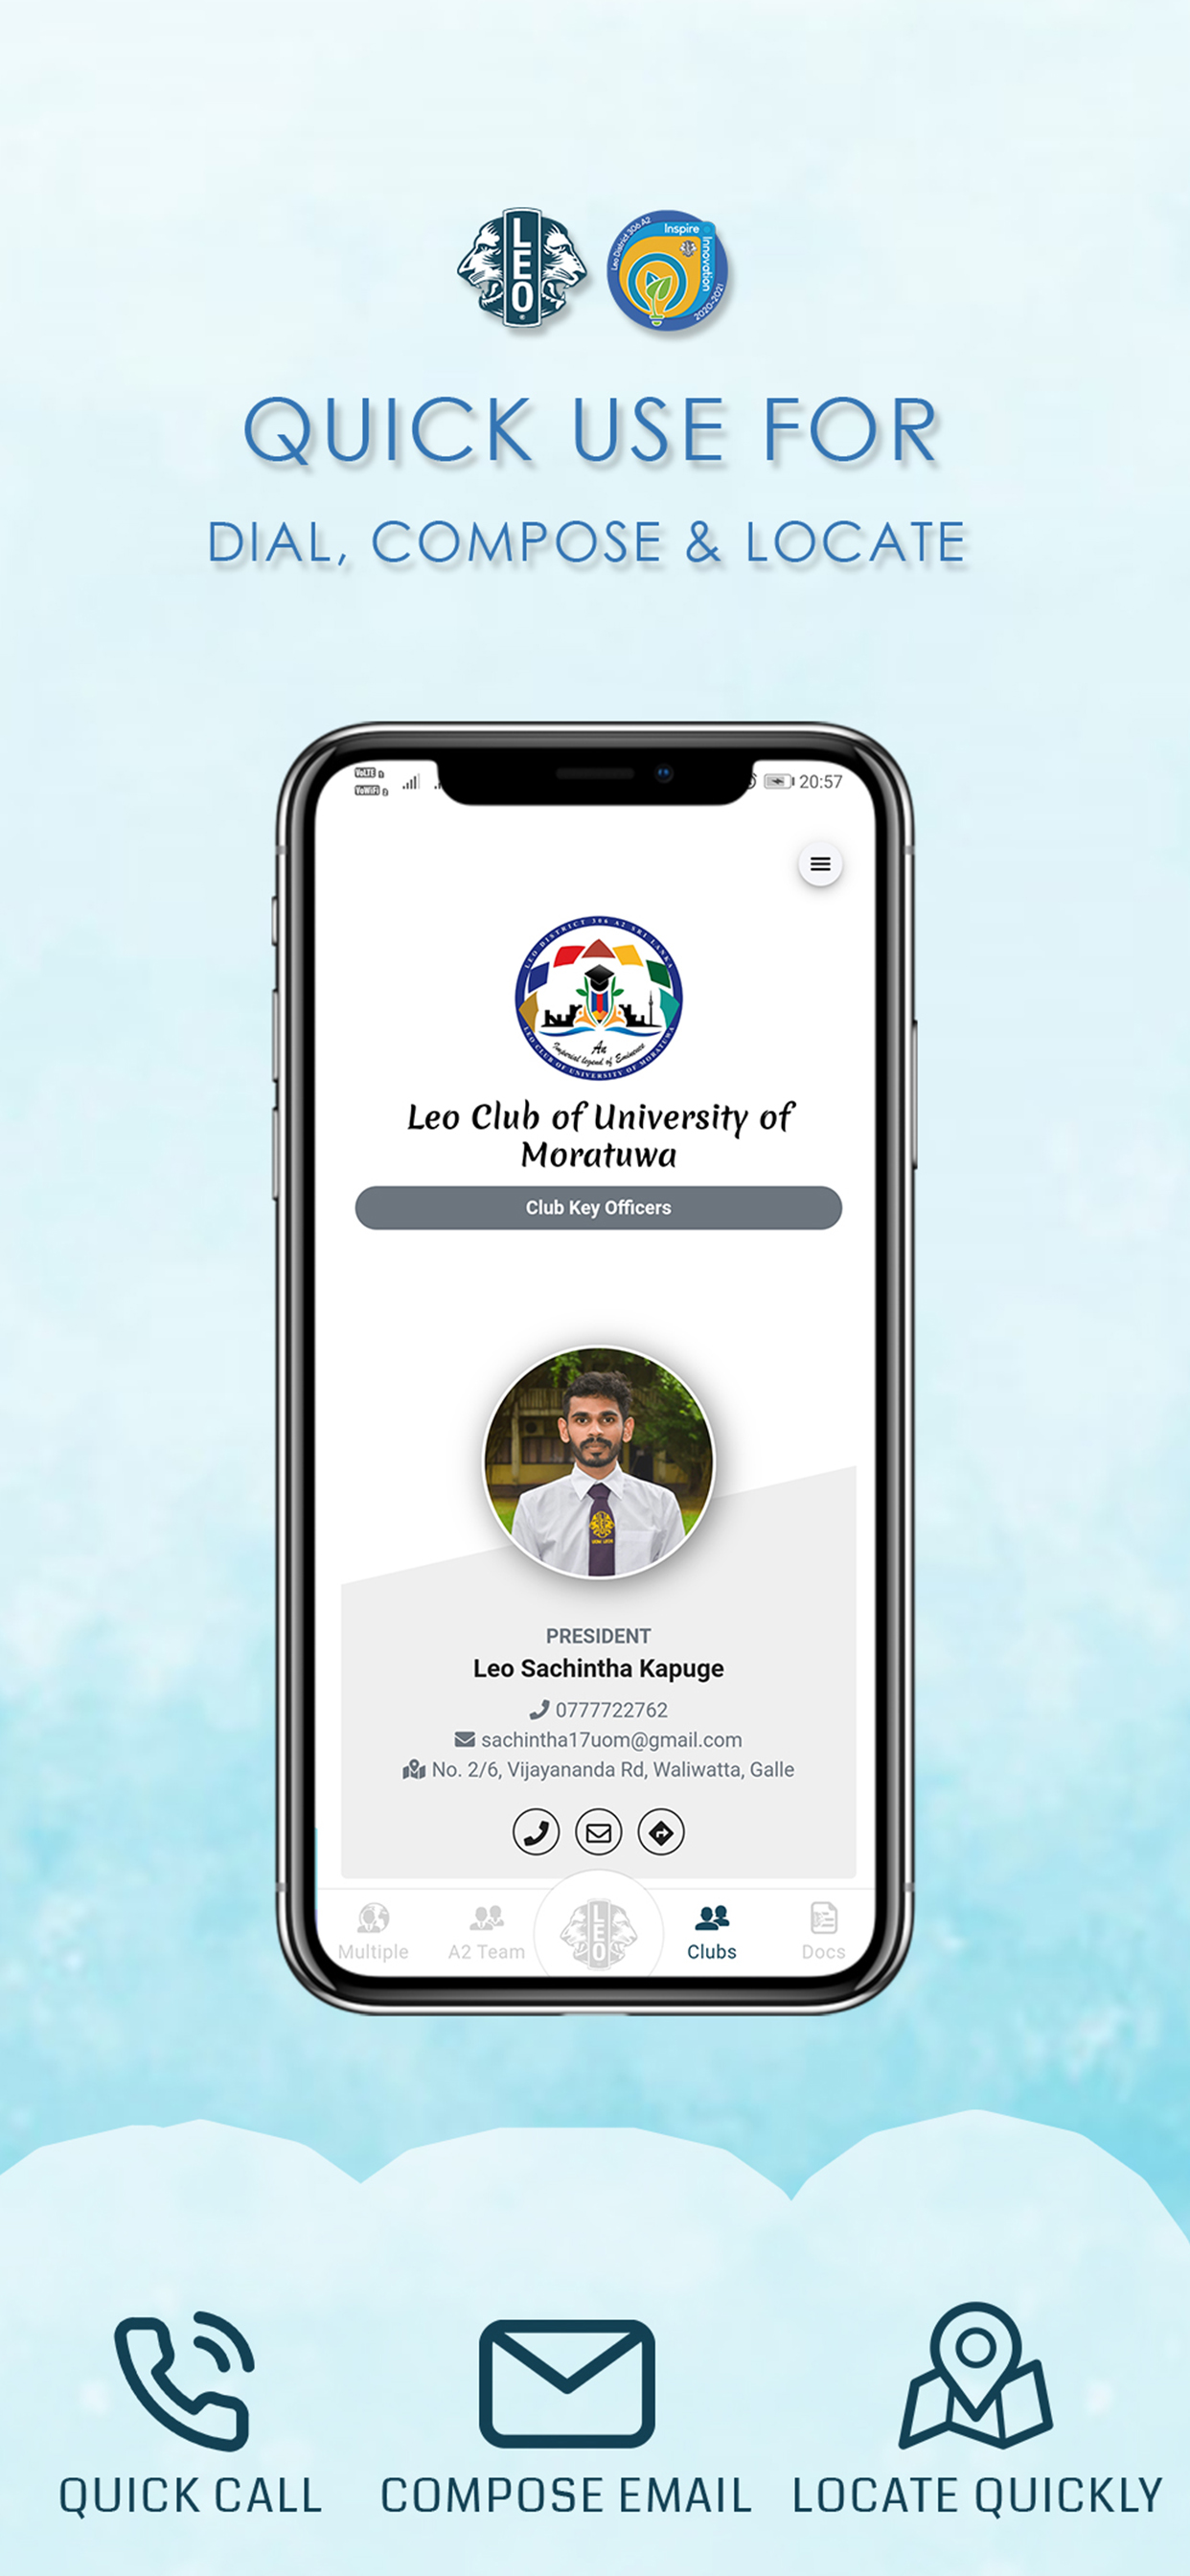 LEO
Leo District 306 A2
Inspire
Innovation
2020-2021
QUICK USE FOR
DIAL, COMPOSE & LOCATE
VoLTE 1
VoWiFi 2
20:57
LEO DISTRICT 306 A2 SRI LANKA
An
Imperial legend of Eminence
LEO CLUB OF UNIVERSITY OF MORATUWA
Leo Club of University of
Moratuwa
Club Key Officers
PRESIDENT
Leo Sachintha Kapuge
0777722762
sachintha17uom@gmail.com
No. 2/6, Vijayananda Rd, Waliwatta, Galle
LEO
Multiple
A2 Team
Clubs
Docs
QUICK CALL
COMPOSE EMAIL
LOCATE QUICKLY